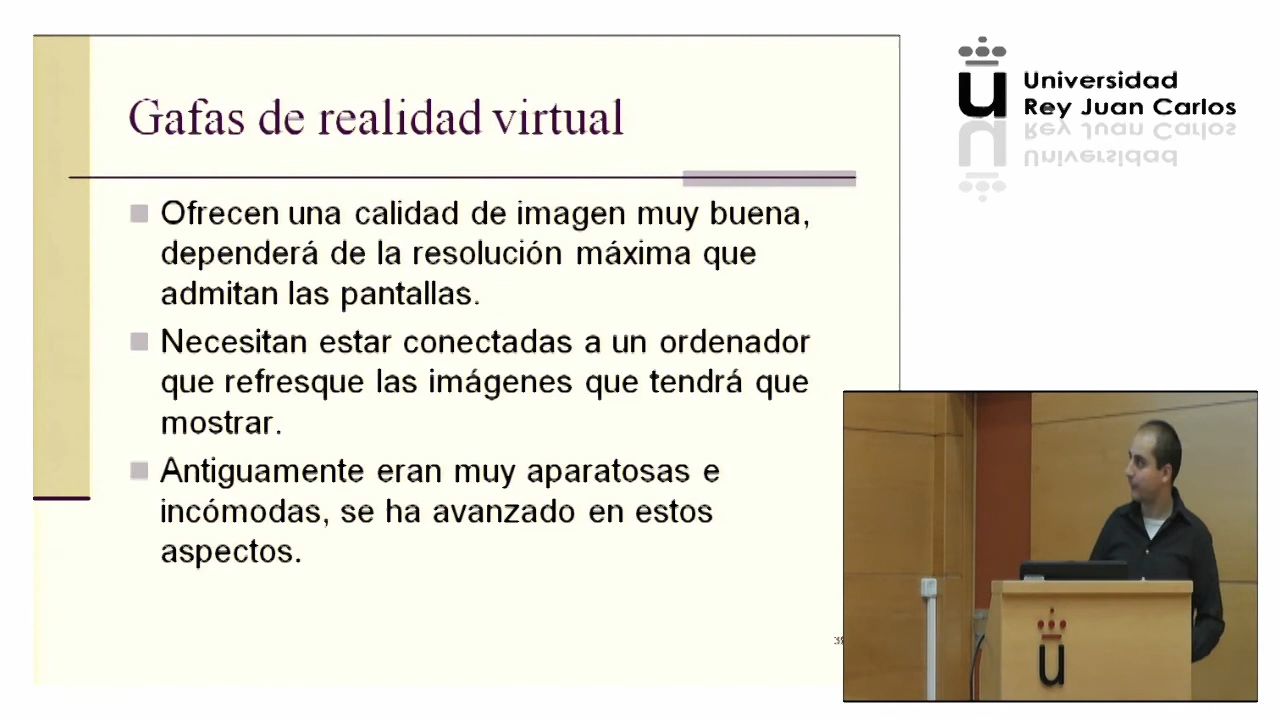 Gafas de realidad virtual
Ofrecen una calidad de imagen muy buena,
dependerá de la resolución máxima que
admitan las pantallas.
Necesitan estar conectadas a un ordenador
que refresque las imágenes que tendrá que
mostrar.
Antiguamente eran muy aparatosas e
incómodas, se ha avanzado en estos
aspectos.
Universidad
Rey Juan Carlos
u